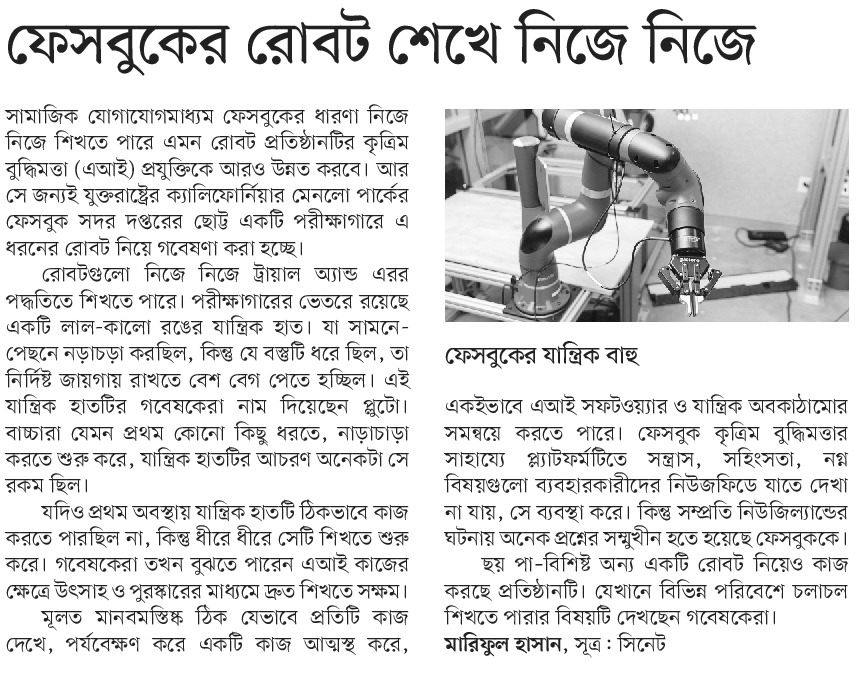 ফেসবুকের রোবট শেখে নিজে নিজে
সামাজিক যোগাযোগমাধ্যম ফেসবুকের ধারণা নিজে
নিজে শিখতে পারে এমন রোবট প্রতিষ্ঠানটির কৃত্রিম
বুদ্ধিমত্তা (এআই) প্রযুক্তিকে আরও উন্নত করবে। আর
সে জন্যই যুক্তরাষ্ট্রের ক্যালিফোর্নিয়ার মেনলো পার্কের
ফেসবুক সদর দপ্তরের ছোট্ট একটি পরীক্ষাগারে এ
ধরনের রোবট নিয়ে গবেষণা করা হচ্ছে।
রোবটগুলো নিজে নিজে ট্রায়াল অ্যান্ড এরর
পদ্ধতিতে শিখতে পারে। পরীক্ষাগারের ভেতরে রয়েছে
একটি লাল-কালো রঙের যান্ত্রিক হাত। যা সামনে-
পেছনে নড়াচড়া করছিল, কিন্তু যে বস্তুটি ধরে ছিল, তা
নির্দিষ্ট জায়গায় রাখতে বেশ বেগ পেতে হচ্ছিল। এই
যান্ত্রিক হাতটির গবেষকেরা নাম দিয়েছেন প্লুটো।
বাচ্চারা যেমন প্রথম কোনো কিছু ধরতে, নাড়াচাড়া
করতে শুরু করে, যান্ত্রিক হাতটির আচরণ অনেকটা সে
রকম ছিল।
যদিও প্রথম অবস্থায় যান্ত্রিক হাতটি ঠিকভাবে কাজ
করতে পারছিল না, কিন্তু ধীরে ধীরে সেটি শিখতে শুরু
করে। গবেষকেরা তখন বুঝতে পারেন এআই কাজের
ক্ষেত্রে উৎসাহ ও পুরস্কারের মাধ্যমে দ্রুত শিখতে সক্ষম।
মূলত মানবমস্তিষ্ক ঠিক যেভাবে প্রতিটি কাজ
দেখে, পর্যবেক্ষণ করে একটি কাজ আত্মস্থ করে,
ফেসবুকের যান্ত্রিক বাহু
একইভাবে এআই সফটওয়্যার ও যান্ত্রিক অবকাঠামোর
সমন্বয়ে করতে পারে। ফেসবুক কৃত্রিম বুদ্ধিমত্তার
সাহায্যে প্ল্যাটফর্মটিতে সন্ত্রাস, সহিংসতা, নগ্ন
বিষয়গুলো ব্যবহারকারীদের নিউজফিডে যাতে দেখা
না যায়, সে ব্যবস্থা করে। কিন্তু সম্প্রতি নিউজিল্যান্ডের
ঘটনায় অনেক প্রশ্নের সম্মুখীন হতে হয়েছে ফেসবুককে।
ছয় পা-বিশিষ্ট অন্য একটি রোবট নিয়েও কাজ
করছে প্রতিষ্ঠানটি। যেখানে বিভিন্ন পরিবেশে চলাচল
শিখতে পারার বিষয়টি দেখছেন গবেষকেরা।
মারিফুল হাসান, সূত্র : সিনেট